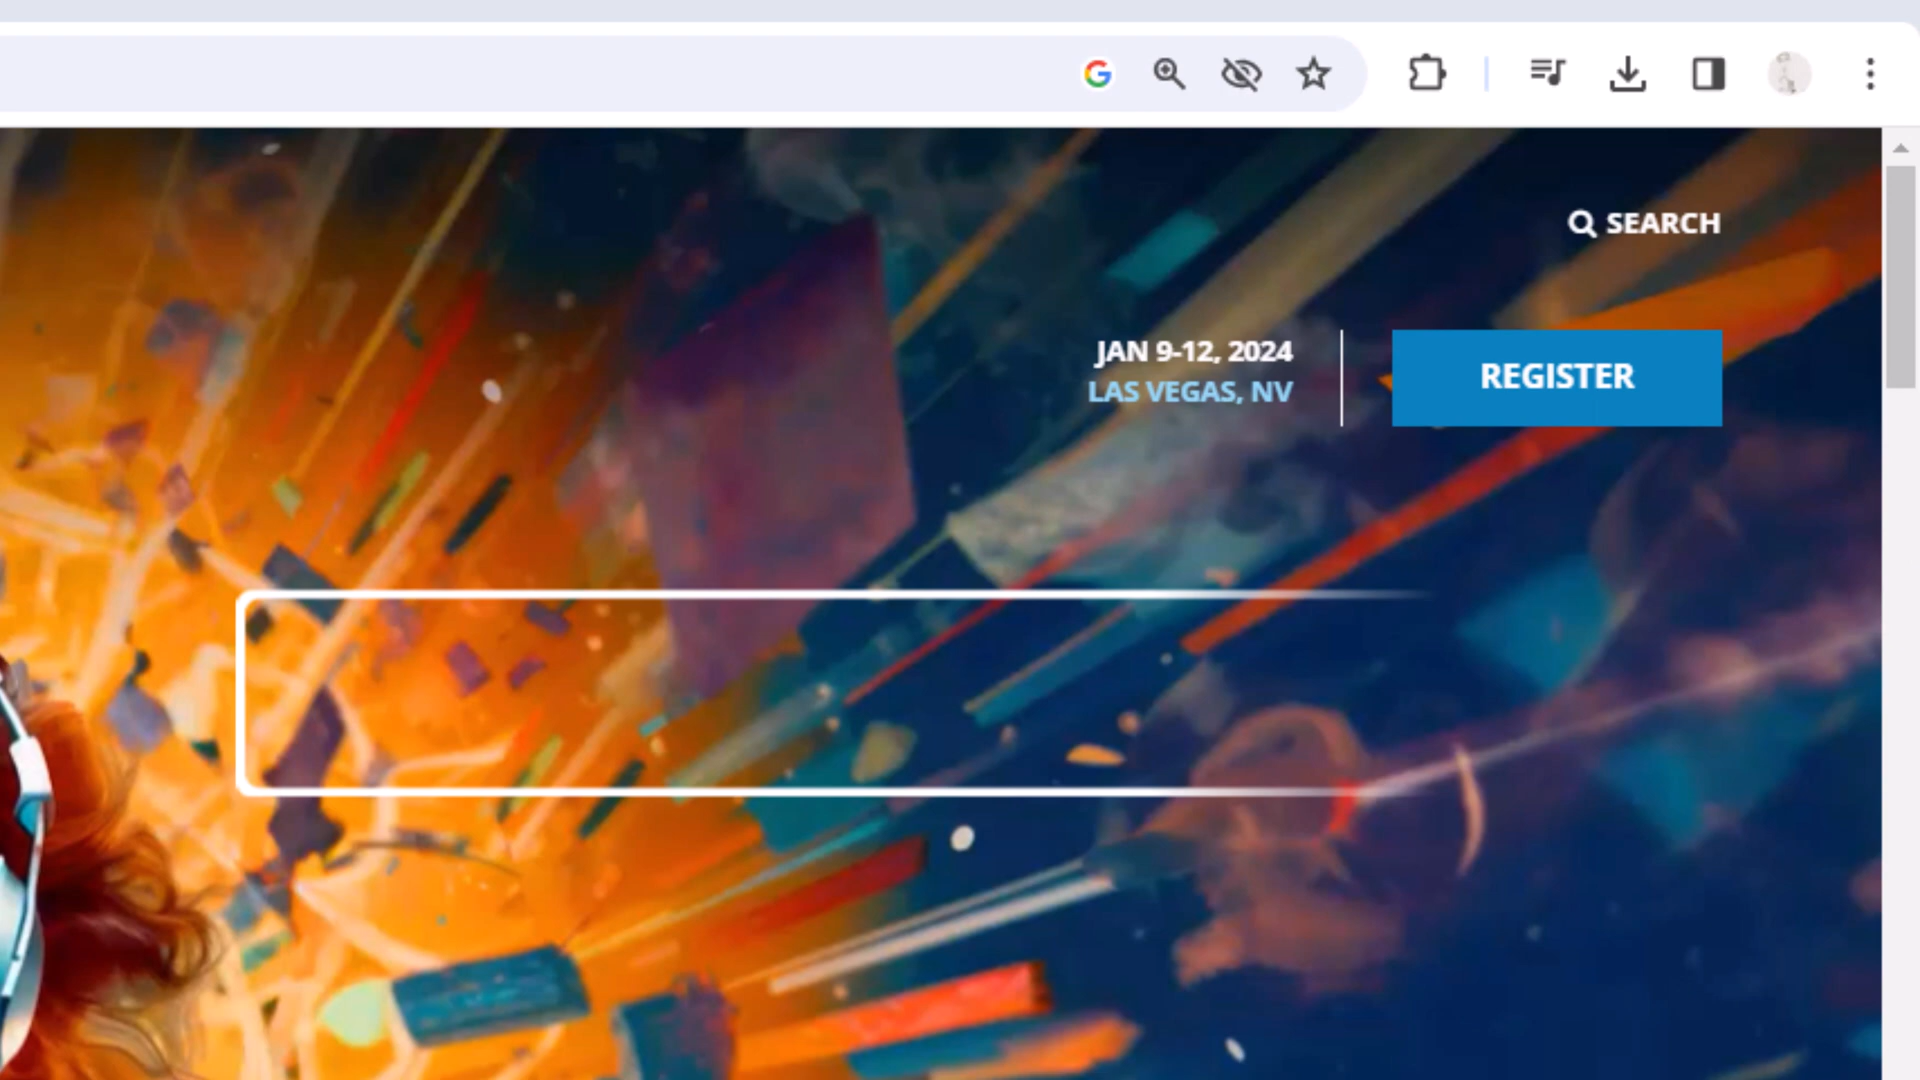 SEARCH
JAN 9-12, 2024
LAS VEGAS, NV
REGISTER